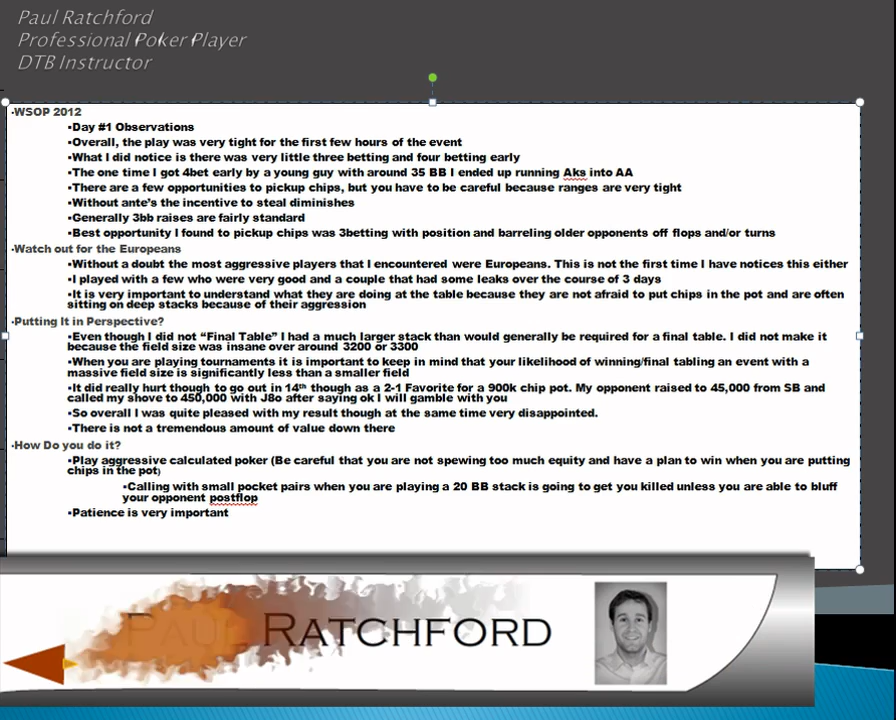 Paul Ratchford
Professional Poker Player
DTB Instructor
•WSOP 2012
▪Day #1 Observations
▪Overall, the play was very tight for the first few hours of the event
▪What I did notice is there was very little three betting and four betting early
▪The one time I got 4bet early by a young guy with around 35 BB I ended up running Aks into AA
▪There are a few opportunities to pickup chips, but you have to be careful because ranges are very tight
▪Without ante’s the incentive to steal diminishes
▪Generally 3bb raises are fairly standard
▪Best opportunity I found to pickup chips was 3betting with position and barreling older opponents off flops and/or turns
•Watch out for the Europeans
▪Without a doubt the most aggressive players that I encountered were Europeans. This is not the first time I have notices this either
▪I played with a few who were very good and a couple that had some leaks over the course of 3 days
▪It is very important to understand what they are doing at the table because they are not afraid to put chips in the pot and are often
sitting on deep stacks because of their aggression
•Putting It in Perspective?
▪Even though I did not “Final Table” I had a much larger stack than would generally be required for a final table. I did not make it
because the field size was insane over around 3200 or 3300
▪When you are playing tournaments it is important to keep in mind that your likelihood of winning/final tabling an event with a
massive field size is significantly less than a smaller field
▪It did really hurt though to go out in 14th though as a 2-1 Favorite for a 900k chip pot. My opponent raised to 45,000 from SB and
called my shove to 450,000 with J8o after saying ok I will gamble with you
▪So overall I was quite pleased with my result though at the same time very disappointed.
▪There is not a tremendous amount of value down there
•How Do you do it?
▪Play aggressive calculated poker (Be careful that you are not spewing too much equity and have a plan to win when you are putting
chips in the pot)
▪Calling with small pocket pairs when you are playing a 20 BB stack is going to get you killed unless you are able to bluff
your opponent postflop
▪Patience is very important
PAUL RATCHFORD